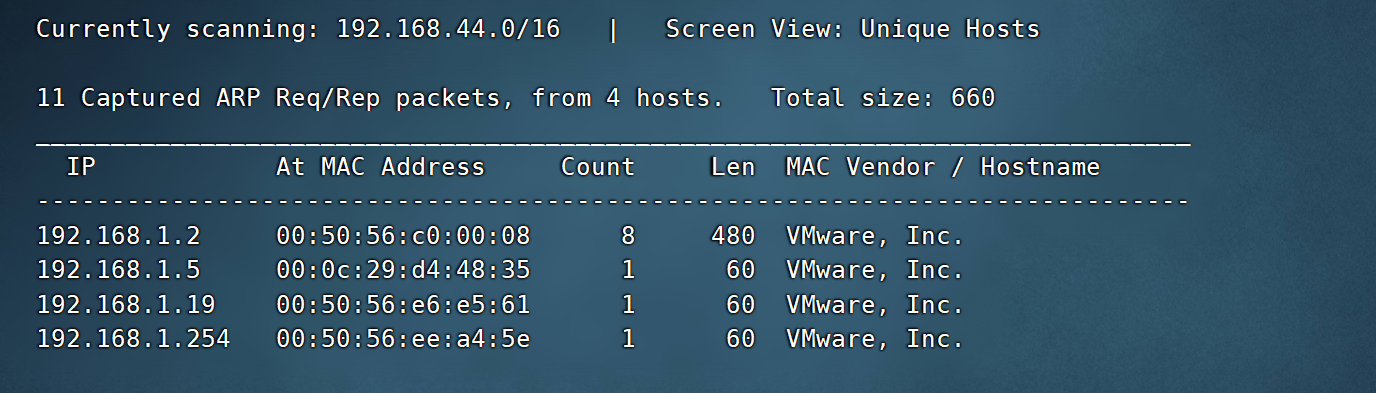 Currently scanning: 192.168.44.0/16   |   Screen View: Unique Hosts
11 Captured ARP Req/Rep packets, from 4 hosts.   Total size: 660
_____________________________________________________________________________
  IP            At MAC Address     Count     Len  MAC Vendor / Hostname
-----------------------------------------------------------------------------
192.168.1.2     00:50:56:c0:00:08      8     480  VMware, Inc.
192.168.1.5     00:0c:29:d4:48:35      1      60  VMware, Inc.
192.168.1.19    00:50:56:e6:e5:61      1      60  VMware, Inc.
192.168.1.254   00:50:56:ee:a4:5e      1      60  VMware, Inc.